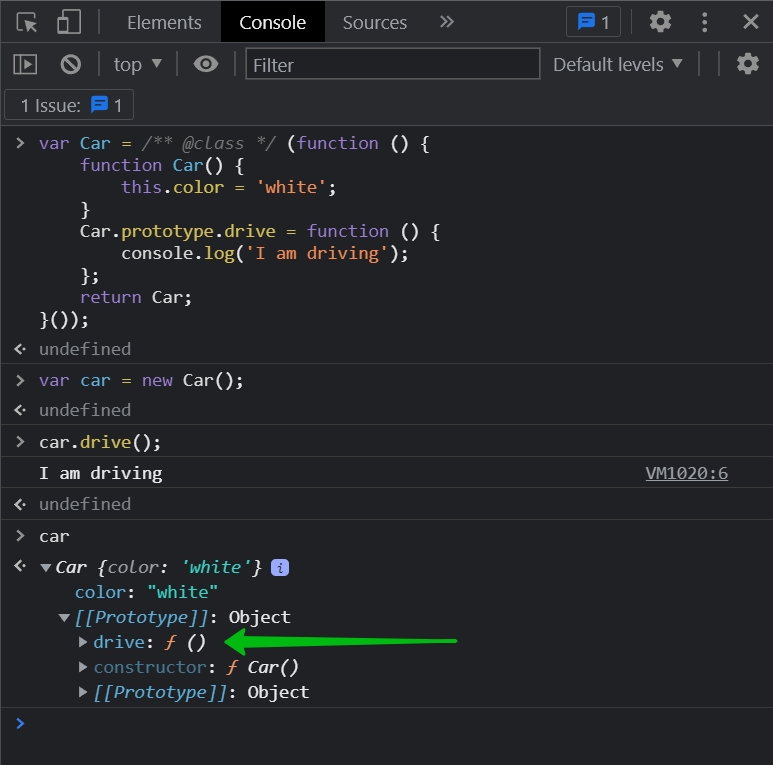 Elements Console Sources » 1
top ▼ Filter Default levels ▼
1 Issue: 1
> var Car = /** @class */ (function () {
    function Car() {
        this.color = 'white';
    }
    Car.prototype.drive = function () {
        console.log('I am driving');
    };
    return Car;
}());
undefined
> var car = new Car();
undefined
> car.drive();
I am driving VM1020:6
undefined
> car
▼Car {color: 'white'} i
color: "white"
▼[[Prototype]]: Object
▶drive: ƒ ()
▶constructor: ƒ Car()
▶[[Prototype]]: Object
>